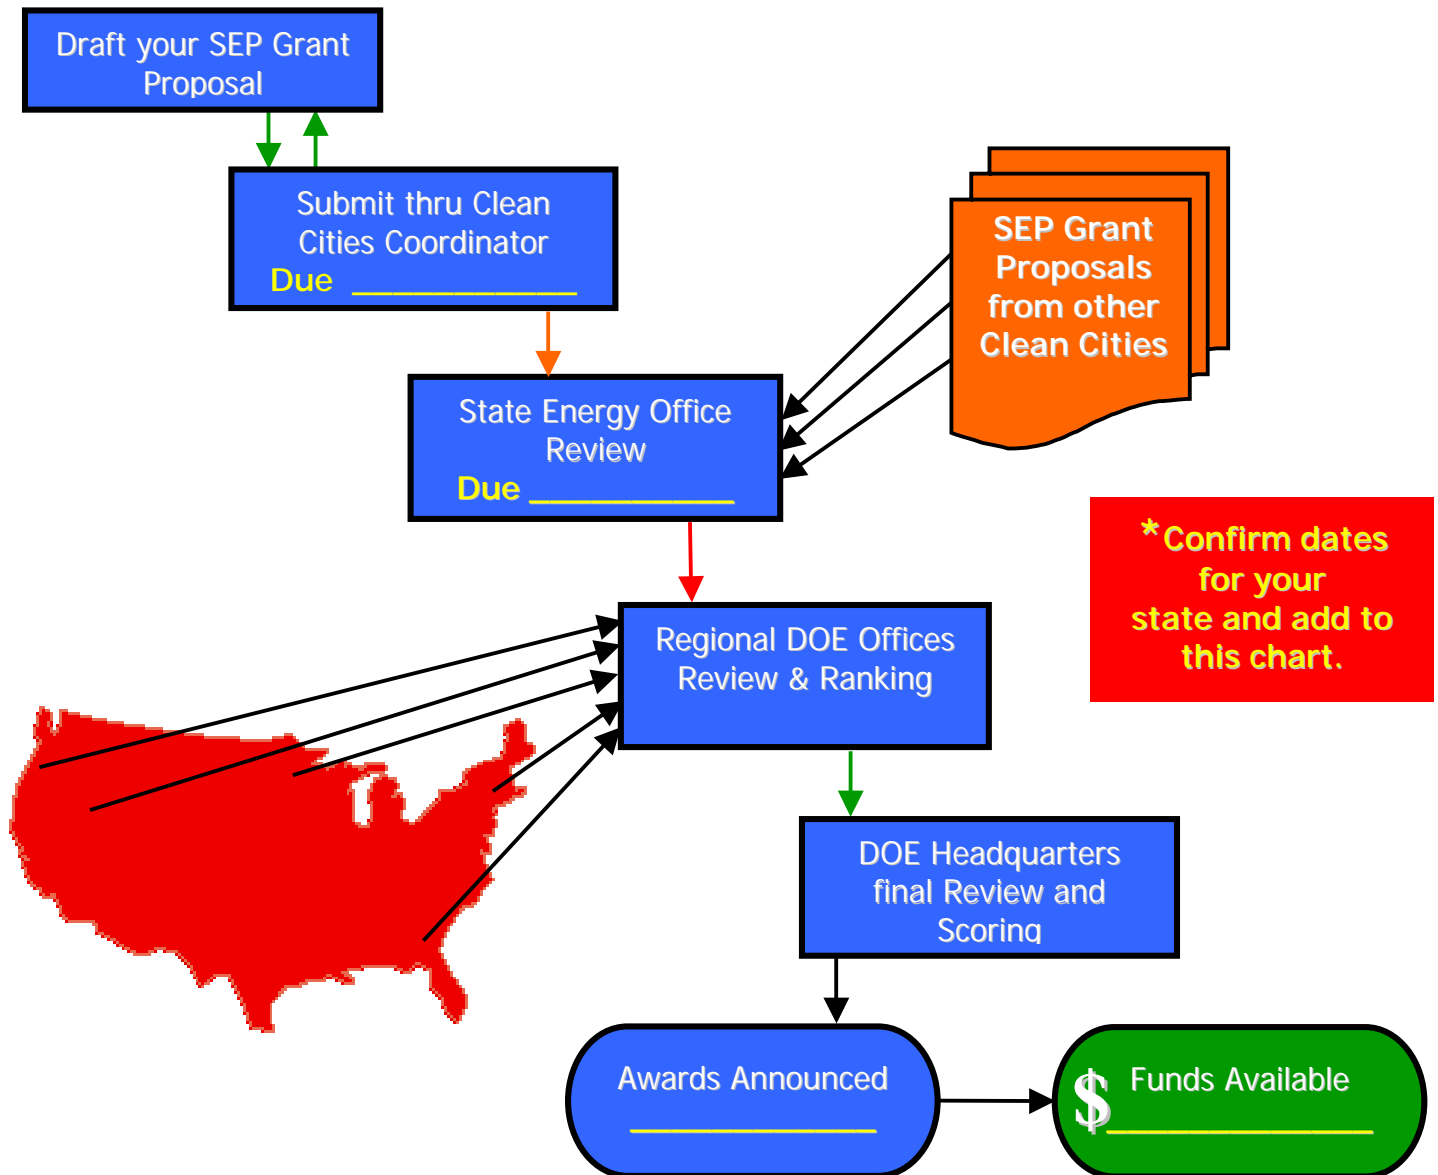 Draft your SEP Grant
Proposal
Submit thru Clean
Cities Coordinator
Due ___________
SEP Grant
Proposals
from other
Clean Cities
State Energy Office
Review
Due __________
*Confirm dates
for your
state and add to
this chart.
Regional DOE Offices
Review & Ranking
DOE Headquarters
final Review and
Scoring
Awards Announced
____________
$ Funds Available
_____________